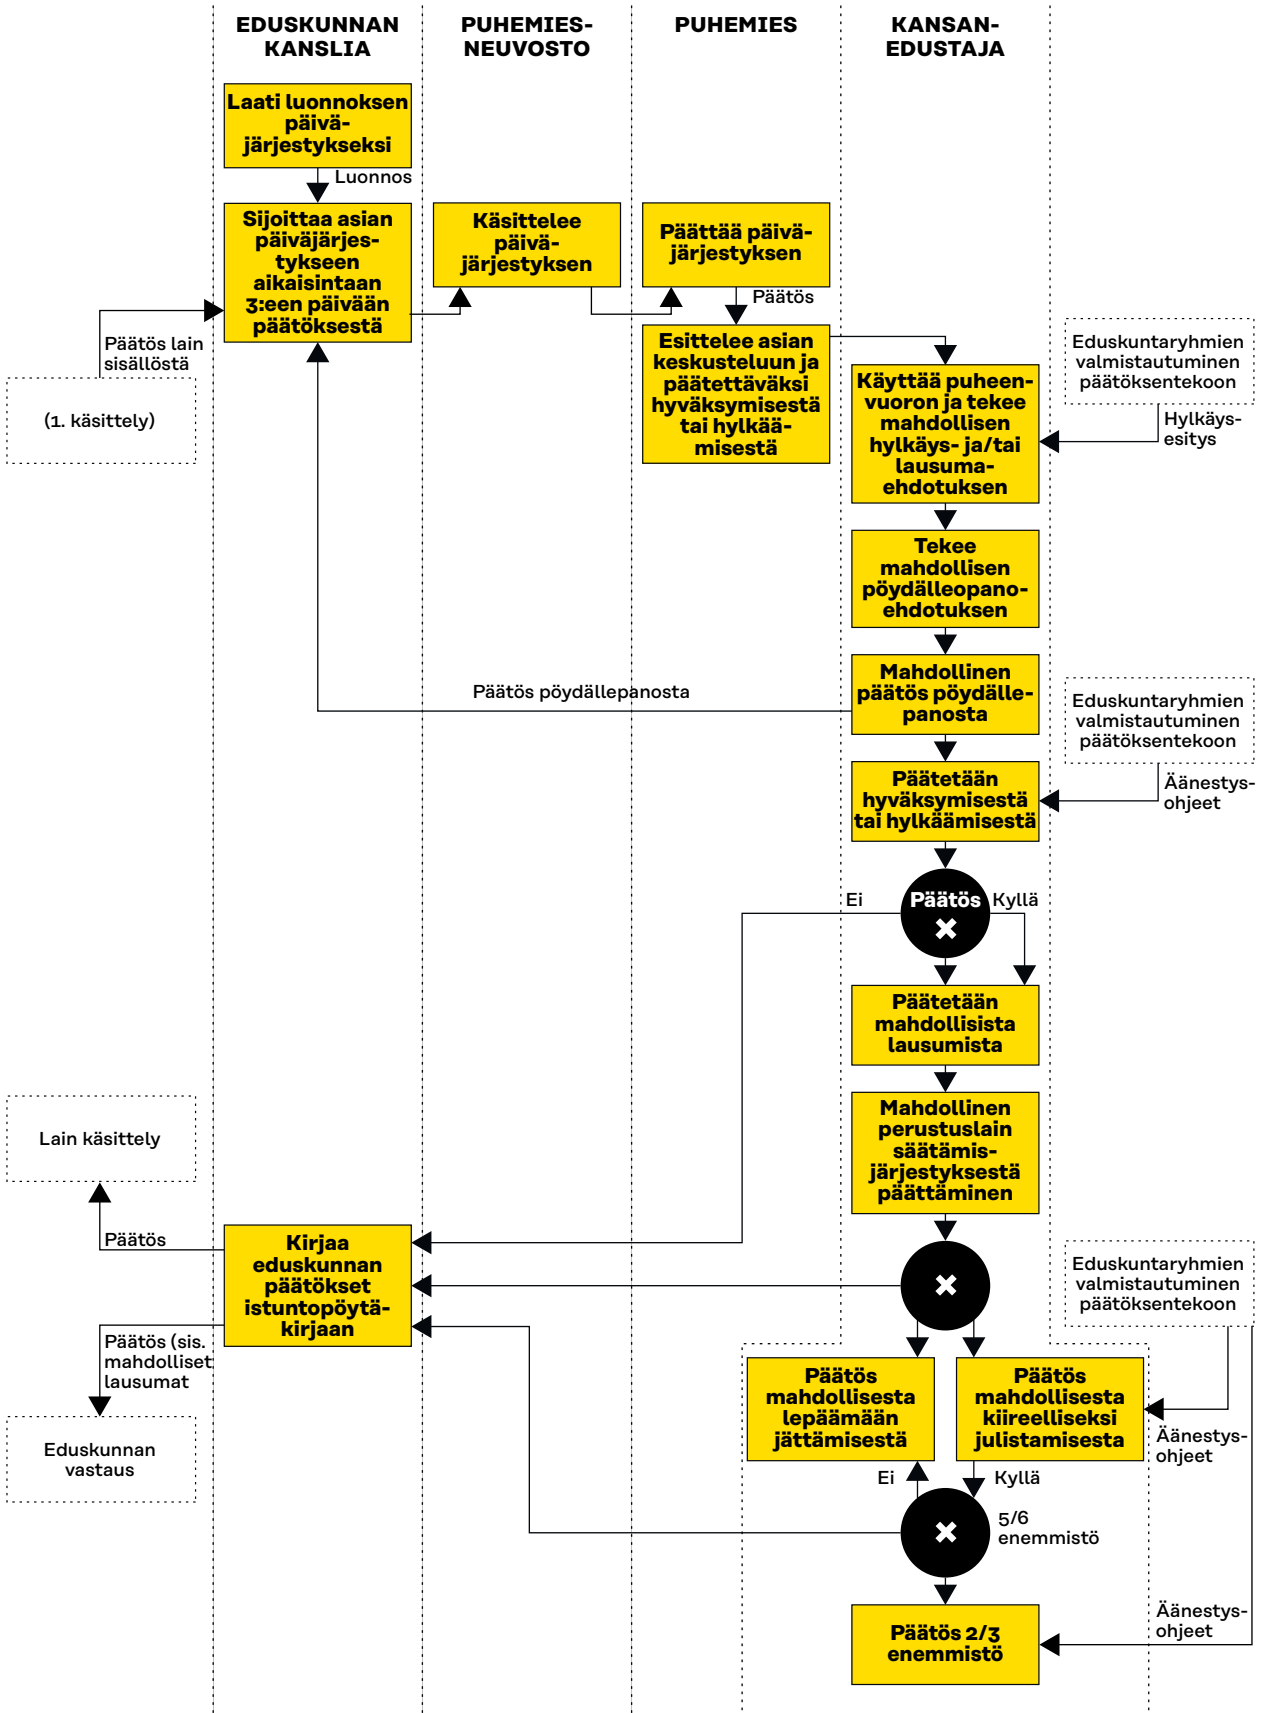 EDUSKUNNAN
KANSLIA
PUHEMIES-
NEUVOSTO
PUHEMIES
KANSAN-
EDUSTAJA
Laati luonnoksen
päivä-
järjestykseksi
Luonnos
Sijoittaa asian
päiväjärjes-
tykseen
aikaisintaan
3:een päivään
päätöksestä
Käsittelee
päivä-
järjestyksen
Päättää päivä-
järjestyksen
Päätös
Päätös lain
sisällöstä
(1. käsittely)
Esittelee asian
keskusteluun ja
päätettäväksi
hyväksymisestä
tai hylkää-
misestä
Käyttää puheen-
vuoron ja tekee
mahdollisen
hylkäys- ja/tai
lausuma-
ehdotuksen
Eduskuntaryhmien
valmistautuminen
päätöksentekoon
Hylkäys-
esitys
Tekee
mahdollisen
pöydälleopano-
ehdotuksen
Mahdollinen
päätös pöydälle-
panosta
Päätös pöydällepanosta
Eduskuntaryhmien
valmistautuminen
päätöksentekoon
Äänestys-
ohjeet
Päätetään
hyväksymisestä
tai hylkäämisestä
Ei
Päätös
Kyllä
Päätetään
mahdollisista
lausumista
Mahdollinen
perustuslain
säätämis-
järjestyksestä
päättäminen
Lain käsittely
Päätös
Kirjaa
eduskunnan
päätökset
istuntopöytä-
kirjaan
Päätös (sis.
mahdolliset
lausumat
Eduskunnan
vastaus
Eduskuntaryhmien
valmistautuminen
päätöksentekoon
Päätös
mahdollisesta
lepäämään
jättämisestä
Päätös
mahdollisesta
kiireelliseksi
julistamisesta
Äänestys-
ohjeet
Ei
Kyllä
5/6
enemmistö
Päätös 2/3
enemmistö
Äänestys-
ohjeet